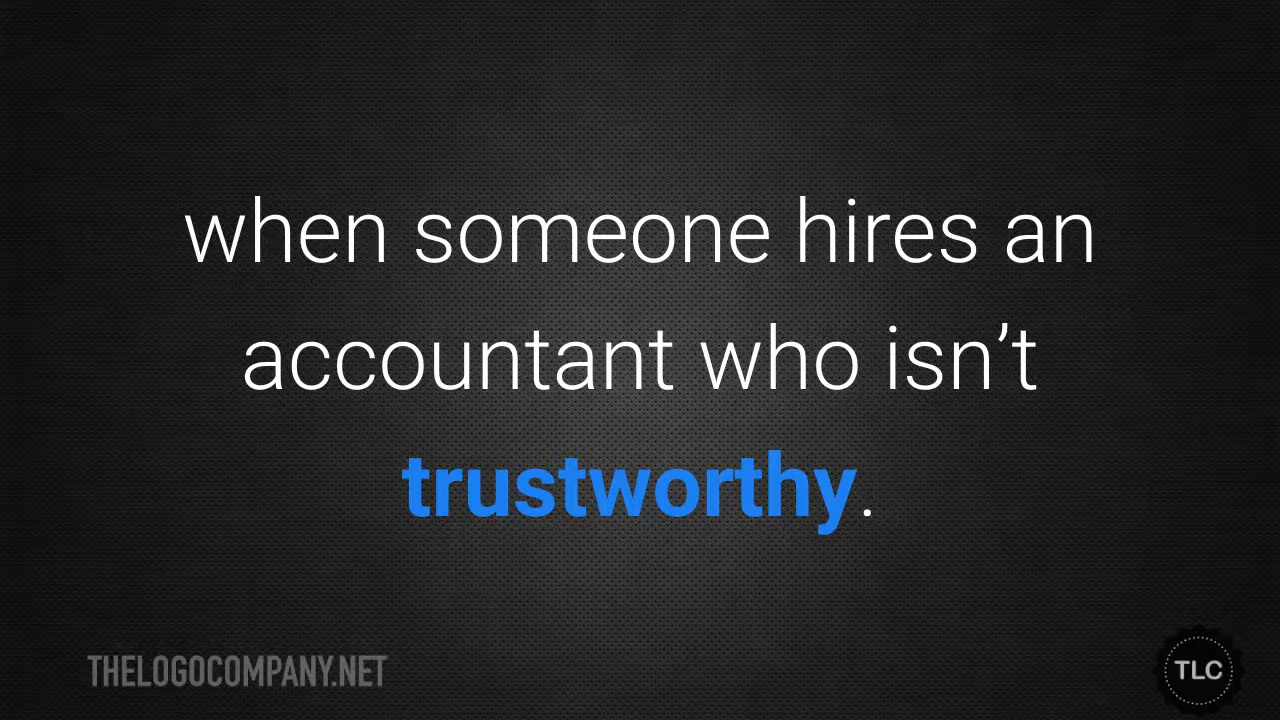 when someone hires an
accountant who isn’t
trustworthy.
THELOGOCOMPANY.NET
TLC